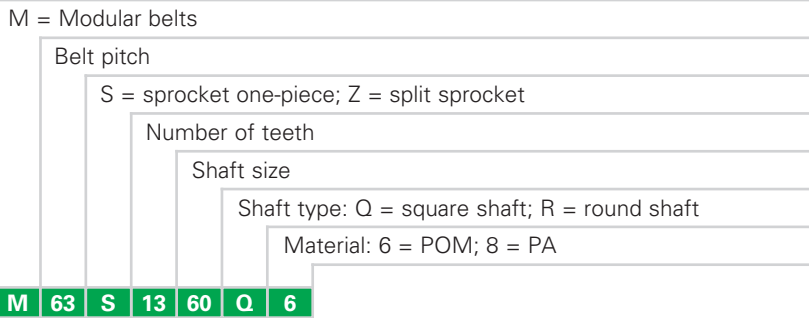 M = Modular belts
Belt pitch
S = sprocket one-piece; Z = split sprocket
Number of teeth
Shaft size
Shaft type: Q = square shaft; R = round shaft
Material: 6 = POM; 8 = PA
M 63 S 13 60 Q 6